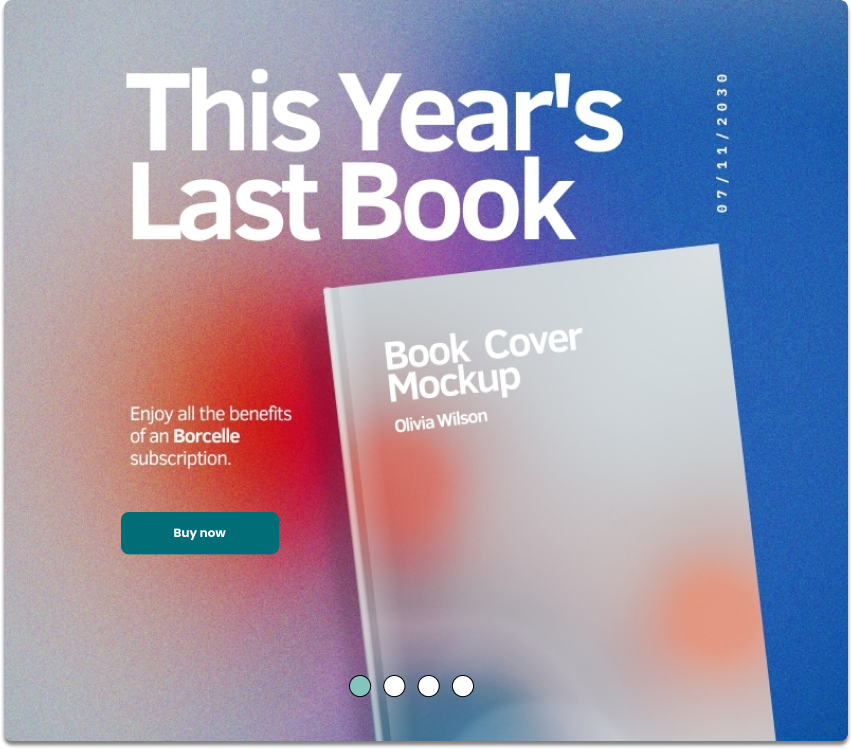 This Year's
Last Book
07/11/2030
Book Cover
Mockup
Olivia Wilson
Enjoy all the benefits
of an Borcelle
subscription.
Buy now